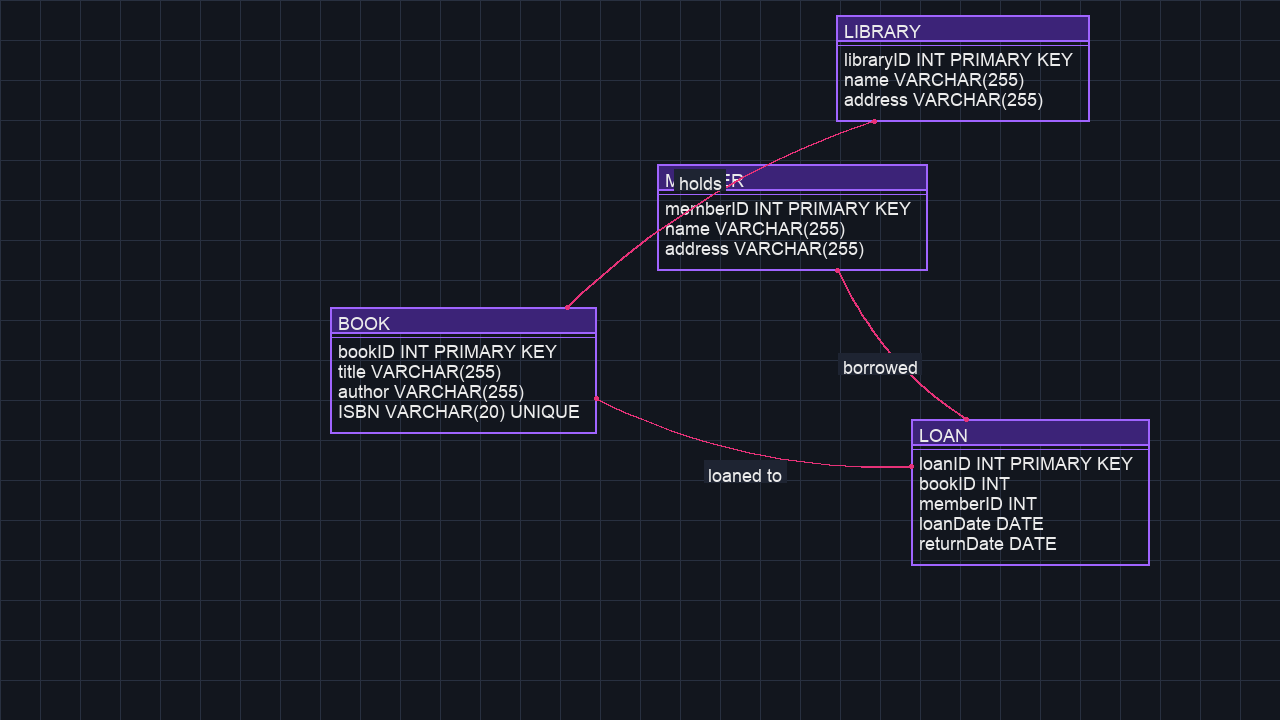 LIBRARY
libraryID INT PRIMARY KEY
name VARCHAR(255)
address VARCHAR(255)
holds
memberID INT PRIMARY KEY
name VARCHAR(255)
address VARCHAR(255)
BOOK
bookID INT PRIMARY KEY
title VARCHAR(255)
author VARCHAR(255)
ISBN VARCHAR(20) UNIQUE
borrowed
loaned to
LOAN
loanID INT PRIMARY KEY
bookID INT
memberID INT
loanDate DATE
returnDate DATE